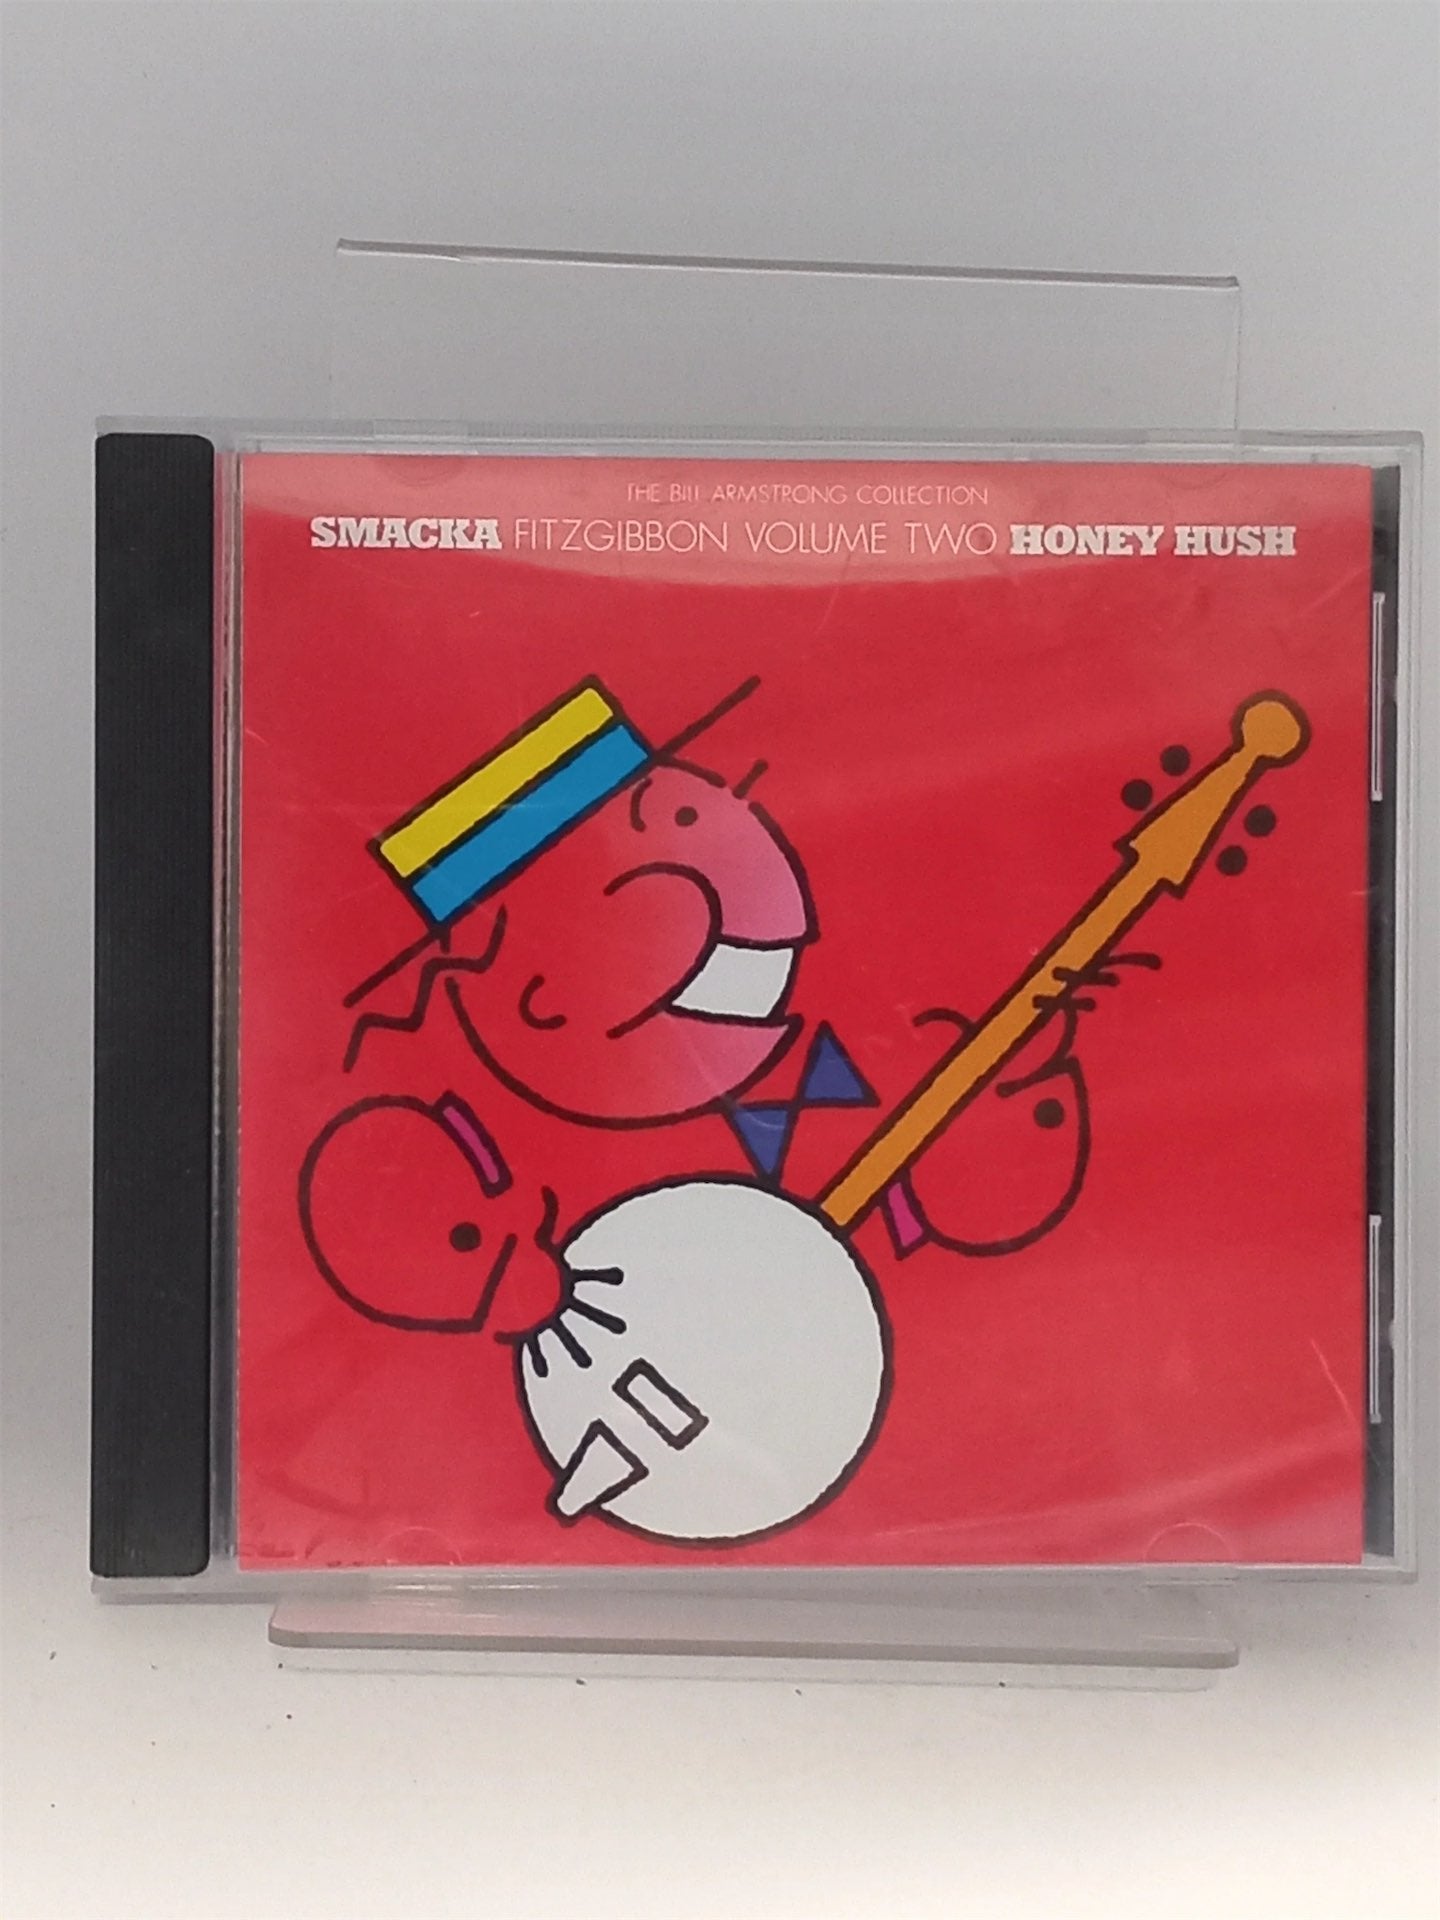 THE BILL ARMSTRONG COLLECTION
SMACKA FITZGIBBON VOLUME TWO HONEY HUSH